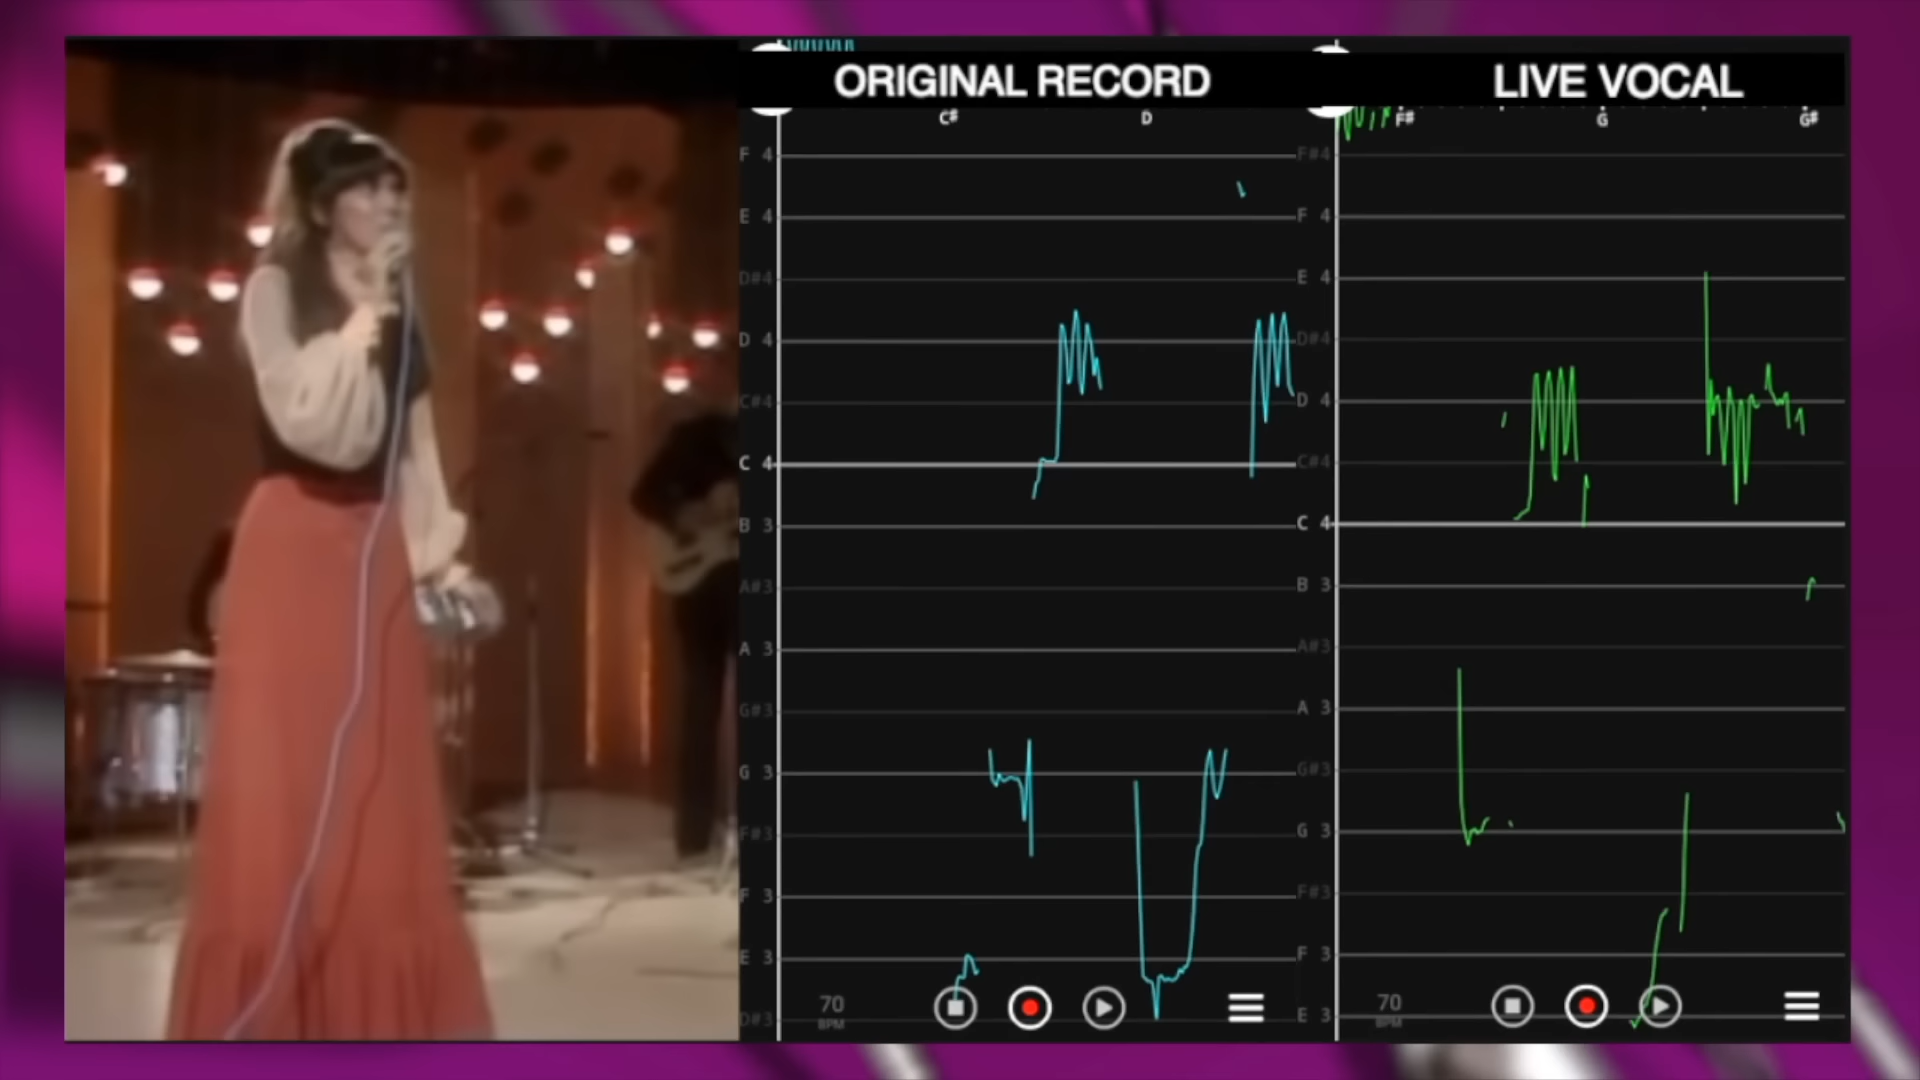 ORIGINAL RECORD
C# D
F 4
E 4
D#4
D 4
C#4
C 4
B 3
A#3
A 3
G#3
G 3
F#3
F 3
E 3
D#3
70
BPM
LIVE VOCAL
F# G G#
F#4
F 4
E 4
D#4
D 4
C#4
C 4
B 3
A#3
A 3
G#3
G 3
F#3
F 3
E 3
70
BPM